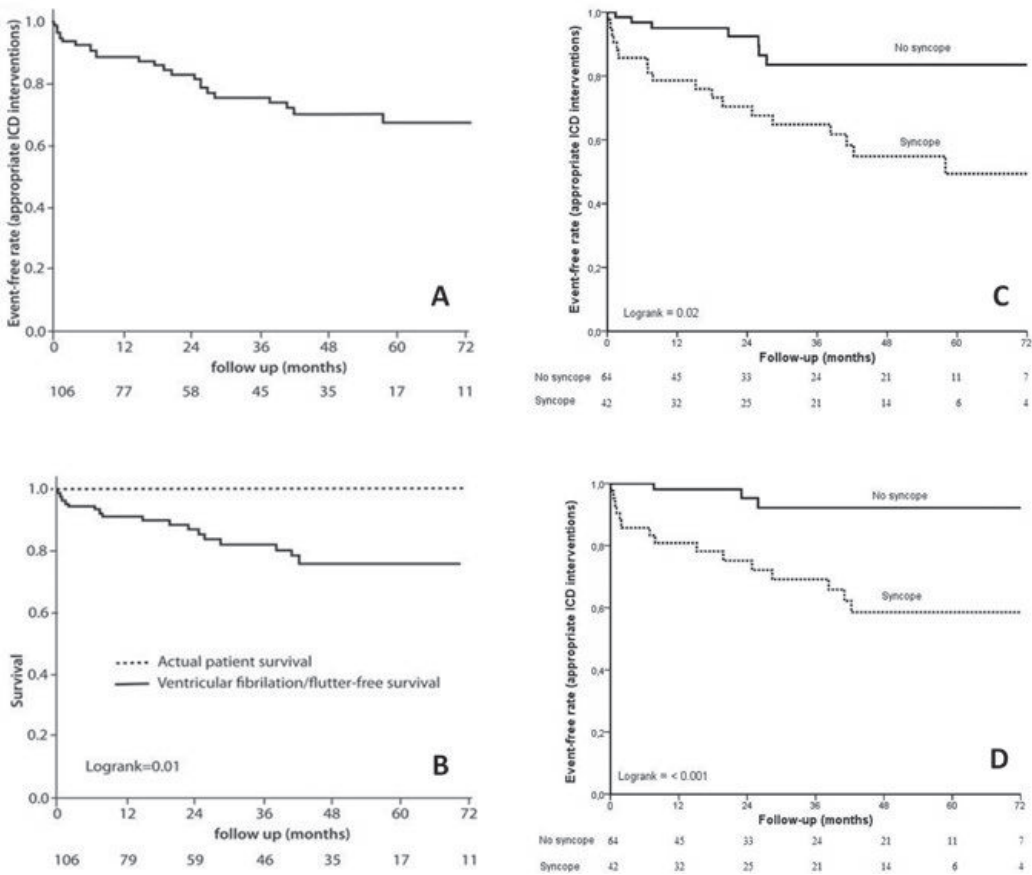 Event-free rate (appropriate ICD interventions)
1.0
0.8
0.6
0.4
0.2
0.0
A
0 12 24 36 48 60 72
follow up (months)
106 77 58 45 35 17 11
Event-free rate (appropriate ICD interventions)
1,0
0,8
0,6
0,4
0,2
0,0
No syncope
Syncope
C
Logrank = 0.02
0 12 24 36 48 60 72
Follow-up (months)
No syncope 64 45 33 24 21 11 7
Syncope 42 32 25 21 14 6 4
Survival
1.0
0.8
0.6
0.4
0.2
0.0
Actual patient survival
Ventricular fibrilation/flutter-free survival
Logrank=0.01
B
0 12 24 36 48 60 72
follow up (months)
106 79 59 46 35 17 11
Event-free rate (appropriate ICD interventions)
1,0
0,8
0,6
0,4
0,2
0,0
No syncope
Syncope
D
Logrank = < 0.001
0 12 24 36 48 60 72
Follow-up (months)
No syncope 64 45 33 24 21 11 7
Syncope 42 32 25 21 14 6 4